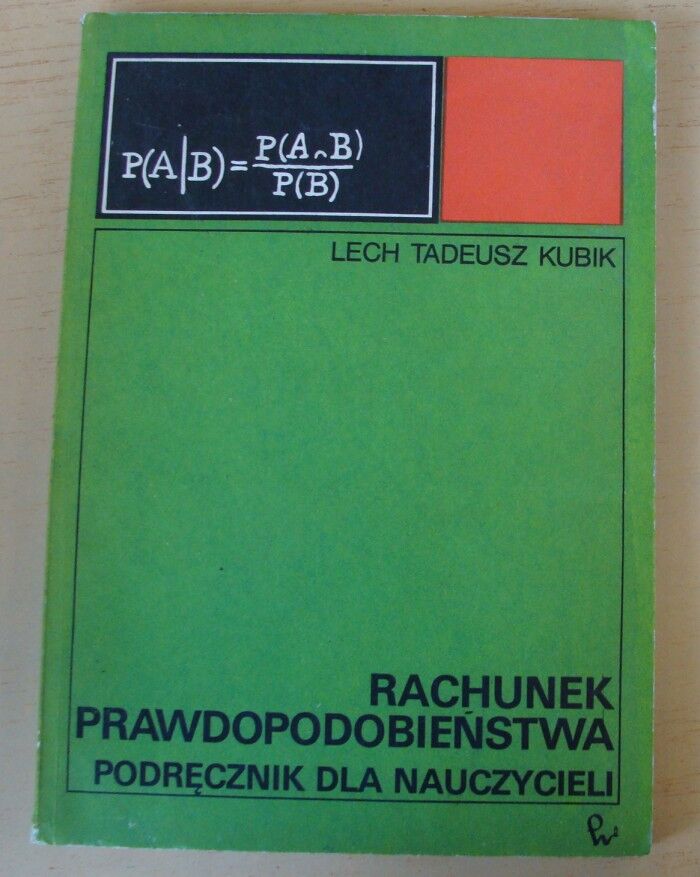 P(A|B) = P(A∩B)/P(B)
LECH TADEUSZ KUBIK
RACHUNEK
PRAWDOPODOBIEŃSTWA
PODRĘCZNIK DLA NAUCZYCIELI